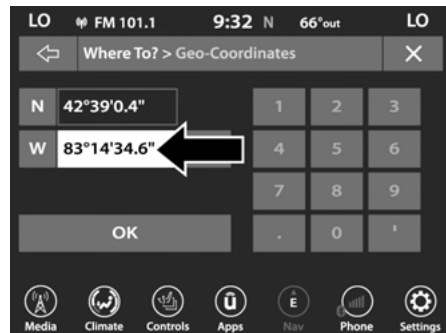 LO FM 101.1 9:32 N 66°out LO
Where To? > Geo-Coordinates X
N 42°39'0.4" 1 2 3
W 83°14'34.6" 4 5 6
7 8 9
OK . 0 '
Media Climate Controls Apps Nav Phone Settings
ū E